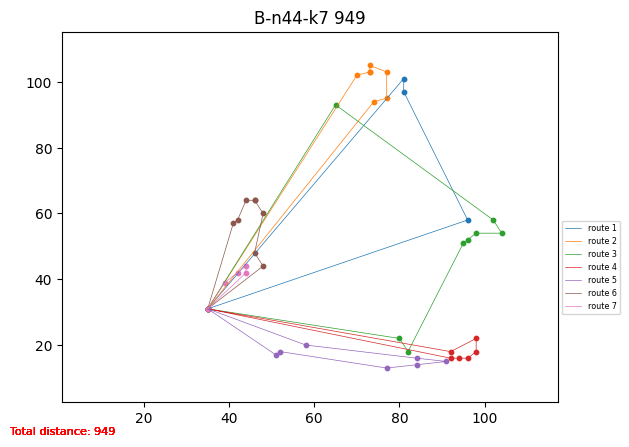 B-n44-k7 949
100
80
60
40
20
20
40
60
80
100
route 1
route 2
route 3
route 4
route 5
route 6
route 7
Total distance: 949